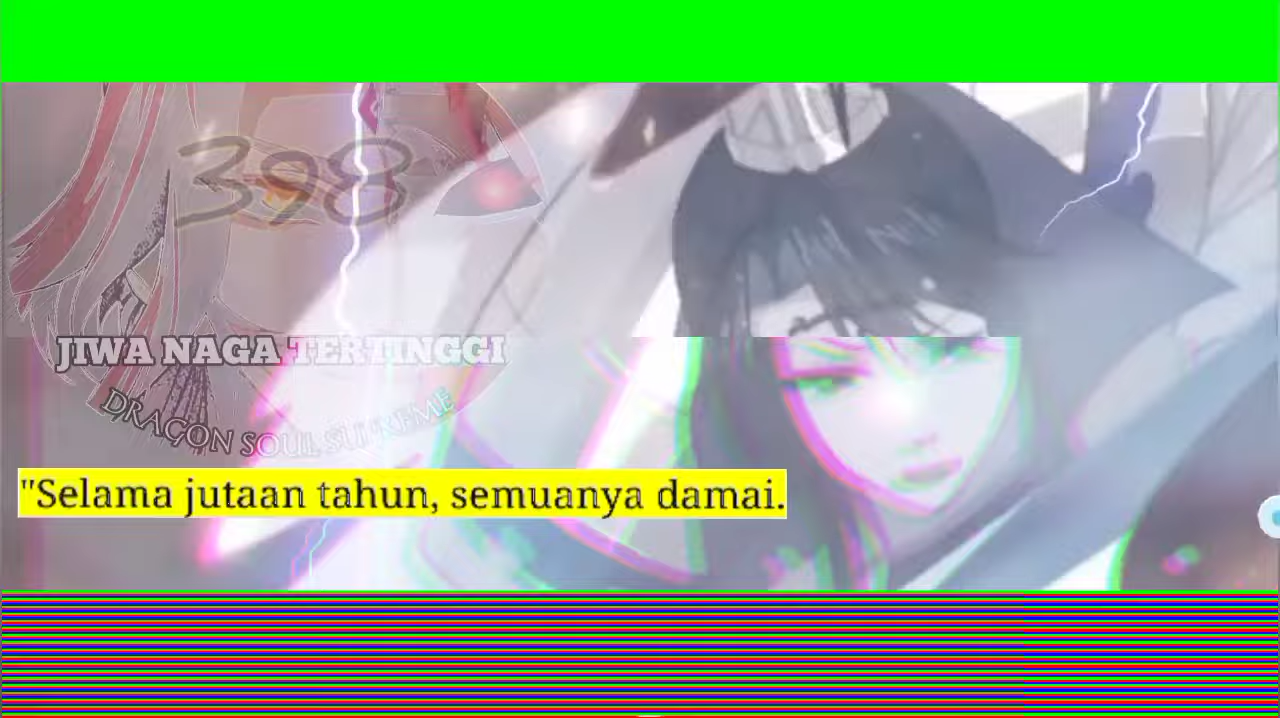 398
JIWA NAGA TERTINGGI
DRAGON SOUL SUPREME
"Selama jutaan tahun, semuanya damai.